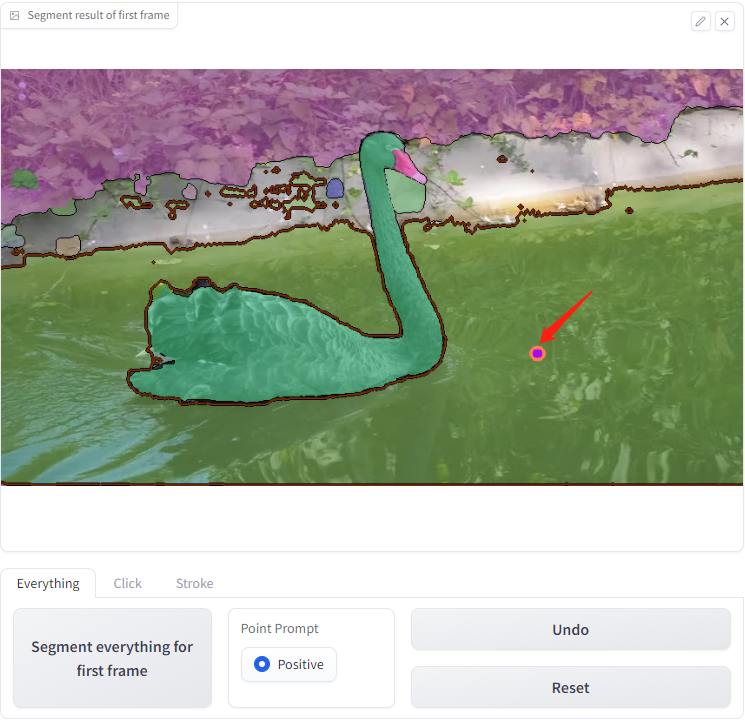 Segment result of first frame
Everything
Click
Stroke
Segment everything for
first frame
Point Prompt
Positive
Undo
Reset